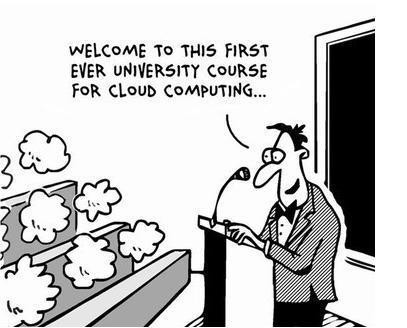 WELCOME TO THIS FIRST
EVER UNIVERSITY COURSE
FOR CLOUD COMPUTING...